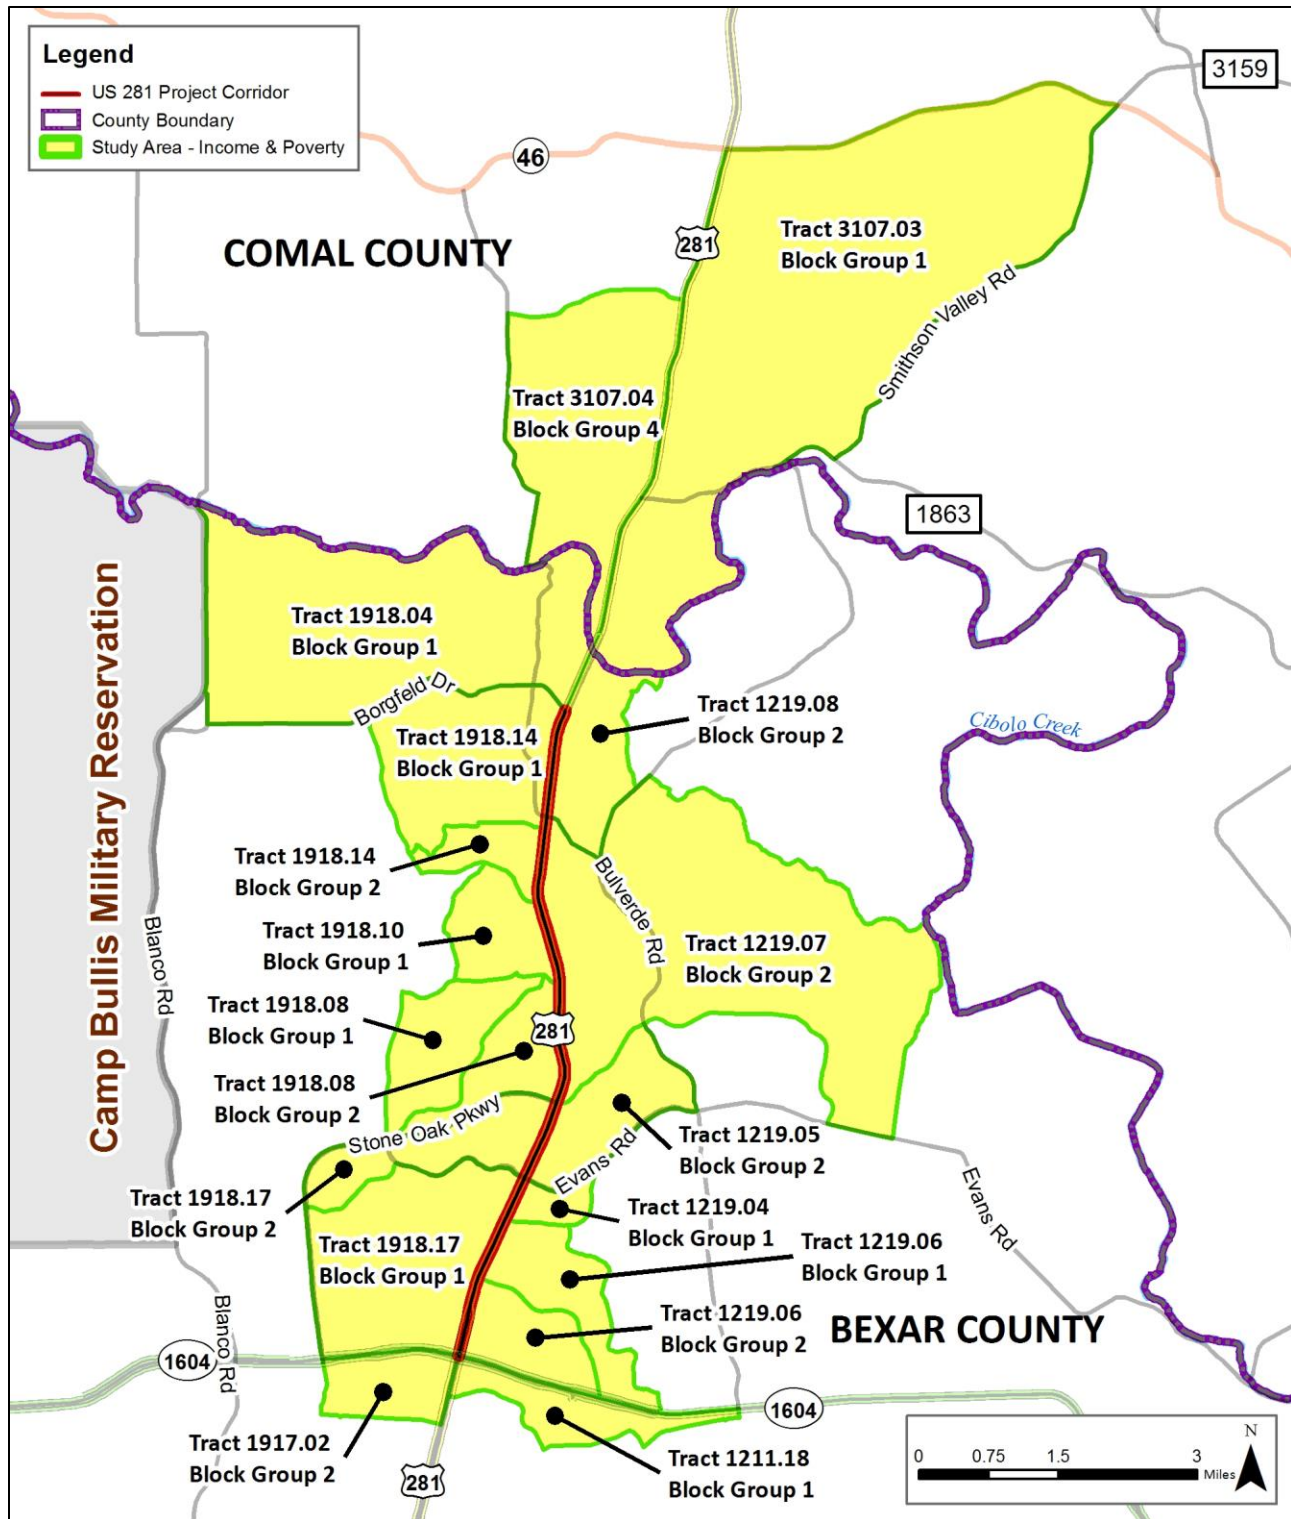 Legend
US 281 Project Corridor
County Boundary
Study Area - Income & Poverty
3159
46
COMAL COUNTY
281
Tract 3107.03
Block Group 1
Smithson Valley Rd
Tract 3107.04
Block Group 4
1863
Camp Bullis Military Reservation
Tract 1918.04
Block Group 1
Borgfeld Dr
Tract 1918.14
Block Group 1
Tract 1219.08
Block Group 2
Cibolo Creek
Tract 1918.14
Block Group 2
Bulverde Rd
Blanco Rd
Tract 1918.10
Block Group 1
Tract 1219.07
Block Group 2
Tract 1918.08
Block Group 1
281
Tract 1918.08
Block Group 2
Stone Oak Pkwy
Tract 1219.05
Block Group 2
Evans Rd
Evans Rd
Tract 1918.17
Block Group 2
Tract 1219.04
Block Group 1
Tract 1918.17
Block Group 1
Tract 1219.06
Block Group 1
Tract 1219.06
Block Group 2
BEXAR COUNTY
Blanco Rd
1604
1604
Tract 1917.02
Block Group 2
281
Tract 1211.18
Block Group 1
N
0 0.75 1.5 3
Miles